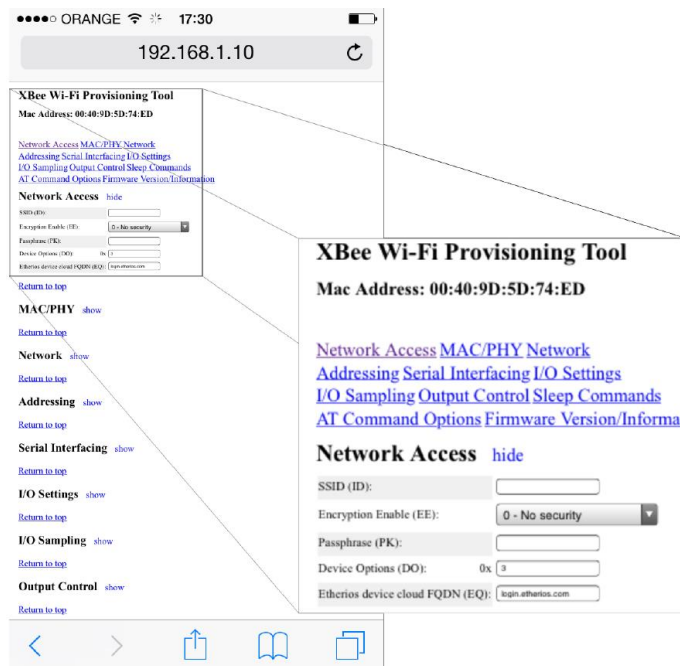 ORANGE 17:30
192.168.1.10
XBee Wi-Fi Provisioning Tool
Mac Address: 00:40:9D:5D:74:ED
Network Access MAC/PHY Network
Addressing Serial Interfacing I/O Settings
I/O Sampling Output Control Sleep Commands
AT Command Options Firmware Version/Information
Network Access hide
SSID (ID):
Encryption Enable (EE): 0 - No security
Passphrase (PK):
Device Options (DO): 0x 3
Etherios device cloud FQDN (EQ): login.etherios.com
Return to top
MAC/PHY show
Return to top
Network show
Return to top
Addressing show
Return to top
Serial Interfacing show
Return to top
I/O Settings show
Return to top
I/O Sampling show
Return to top
Output Control show
Return to top
XBee Wi-Fi Provisioning Tool
Mac Address: 00:40:9D:5D:74:ED
Network Access MAC/PHY Network
Addressing Serial Interfacing I/O Settings
I/O Sampling Output Control Sleep Commands
AT Command Options Firmware Version/Informa
Network Access hide
SSID (ID):
Encryption Enable (EE): 0 - No security
Passphrase (PK):
Device Options (DO): 0x 3
Etherios device cloud FQDN (EQ): login.etherios.com